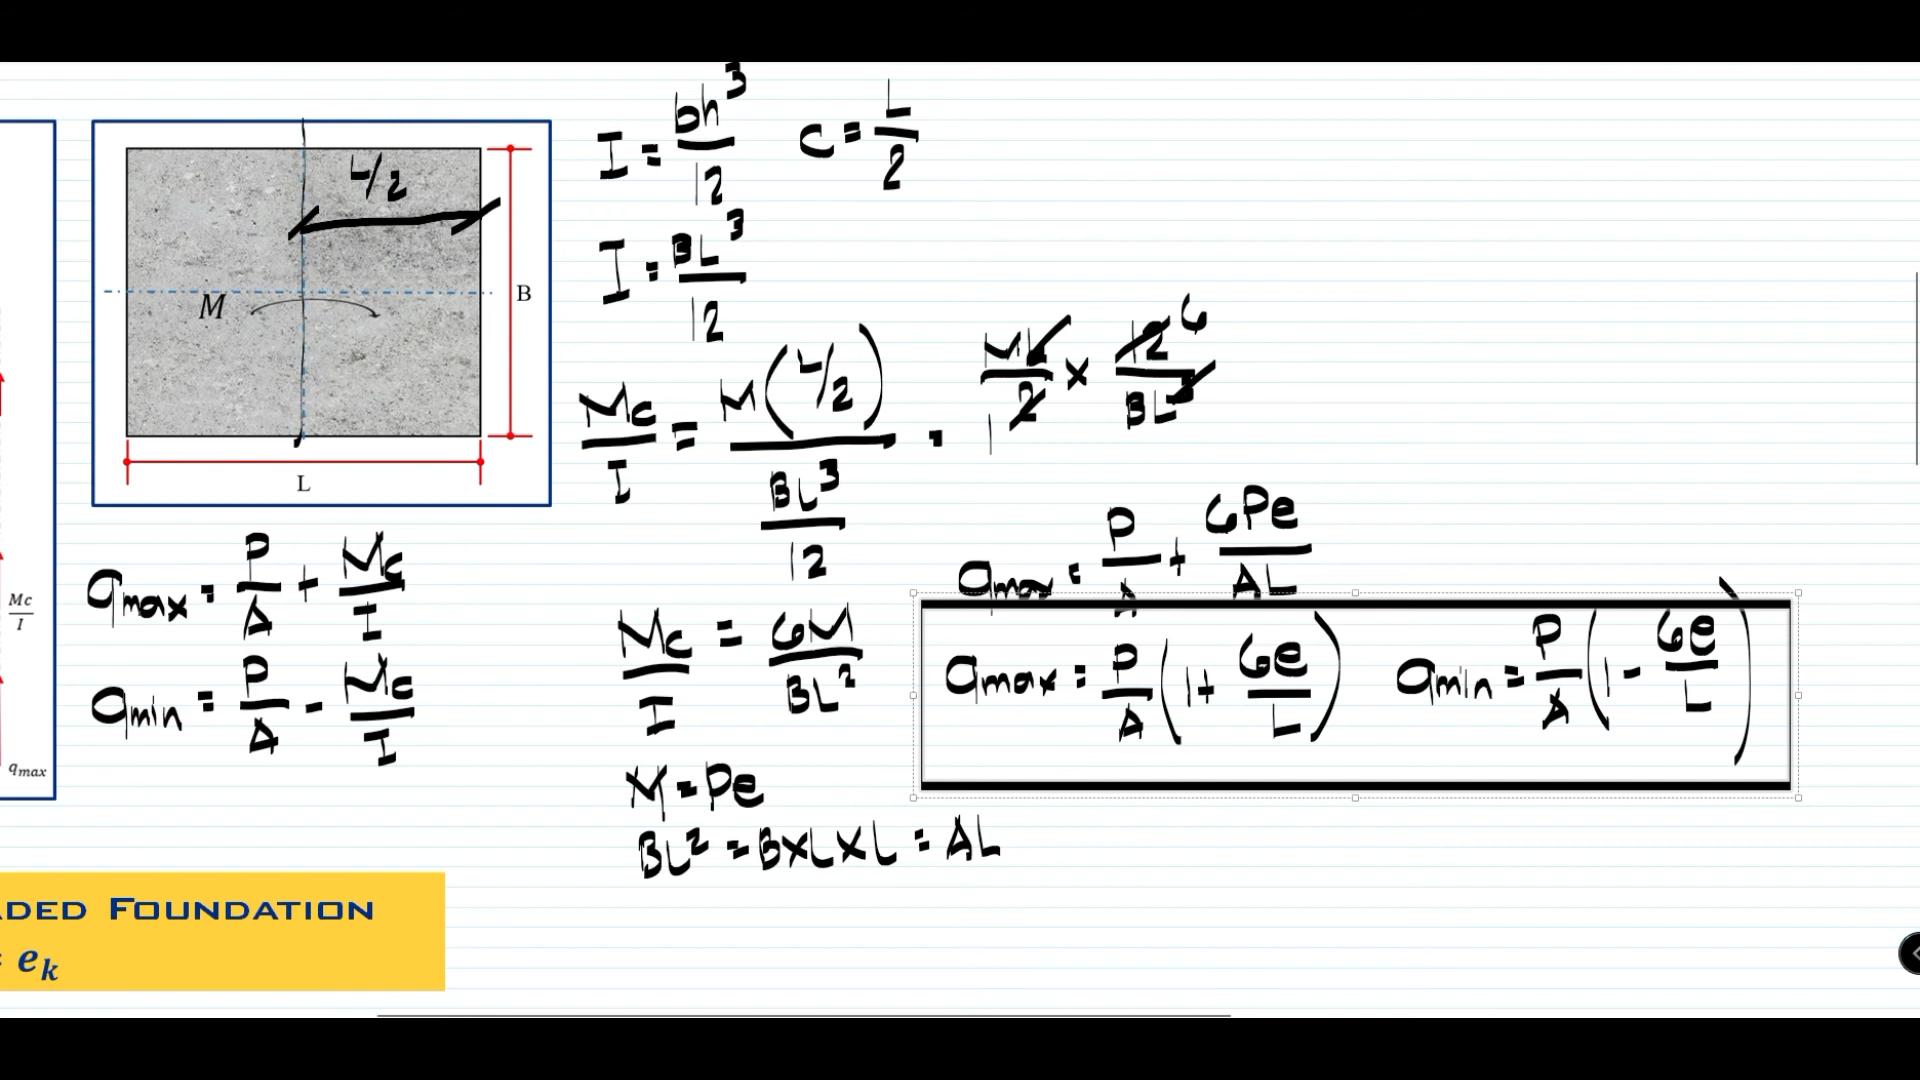 I = bh³/12
C = L/2
L/2
I = BL³/12
M
B
L
Mc/I = M(L/2) / (BL³/12) = ML/2 × 12/BL³
6
1
qmax = P/A + Mc/I
qmin = P/A - Mc/I
Mc/I
qmax
Mc/I = 6M/BL²
M = Pe
BL² = B×L×L = AL
qmax = P/A + 6Pe/AL
qmax = P/A (1 + 6e/L)
qmin = P/A (1 - 6e/L)
DED FOUNDATION
ek